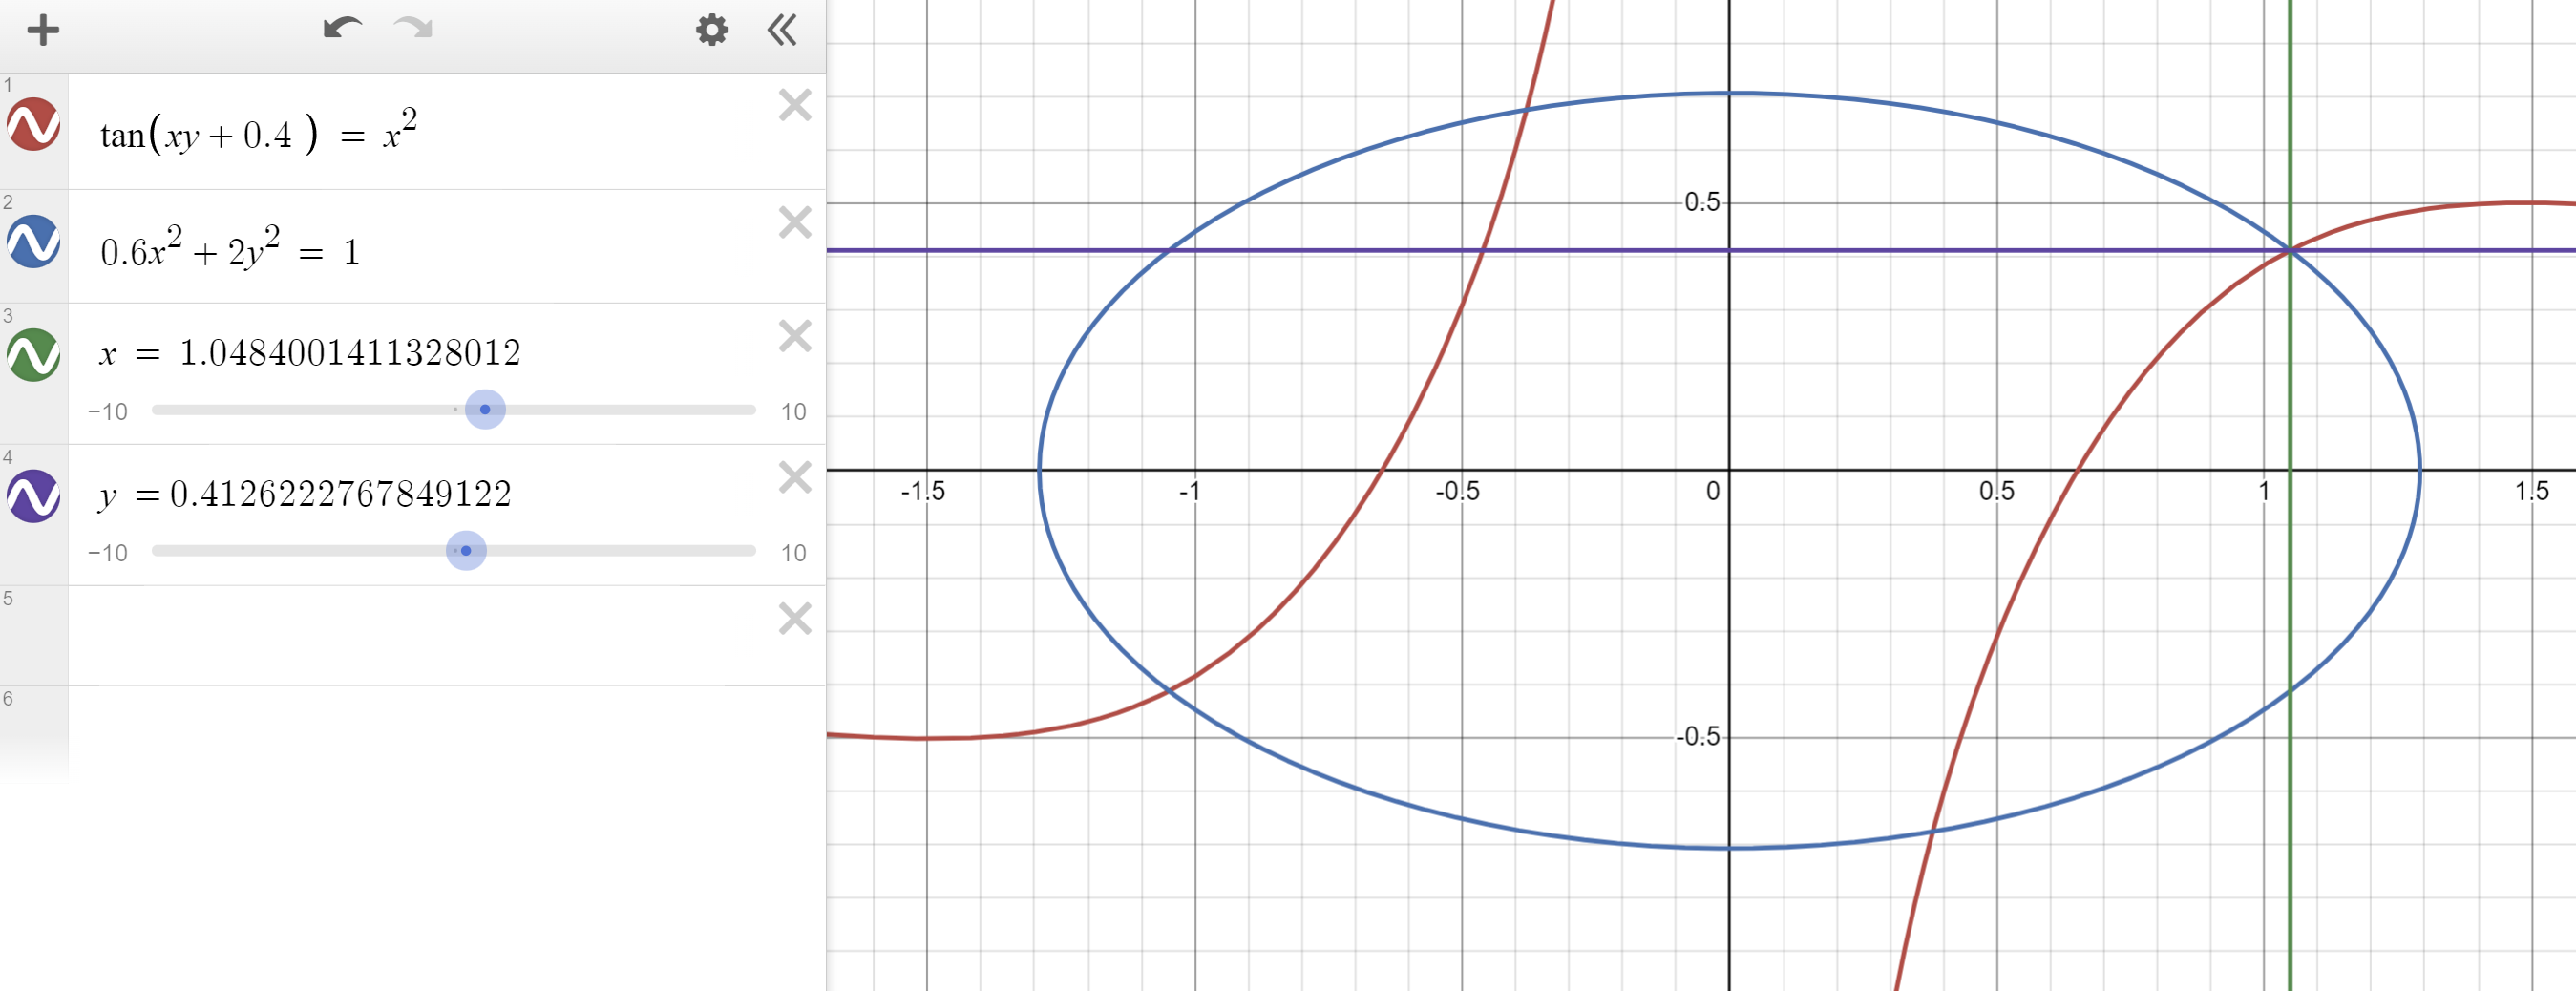 1
tan(xy + 0.4 ) = x²
2
0.6x² + 2y² = 1
3
x = 1.0484001411328012
−10 10
4
y = 0.4126222767849122
−10 10
5
6
0.5
-1.5 -1 -0.5 0 0.5 1 1.5
-0.5